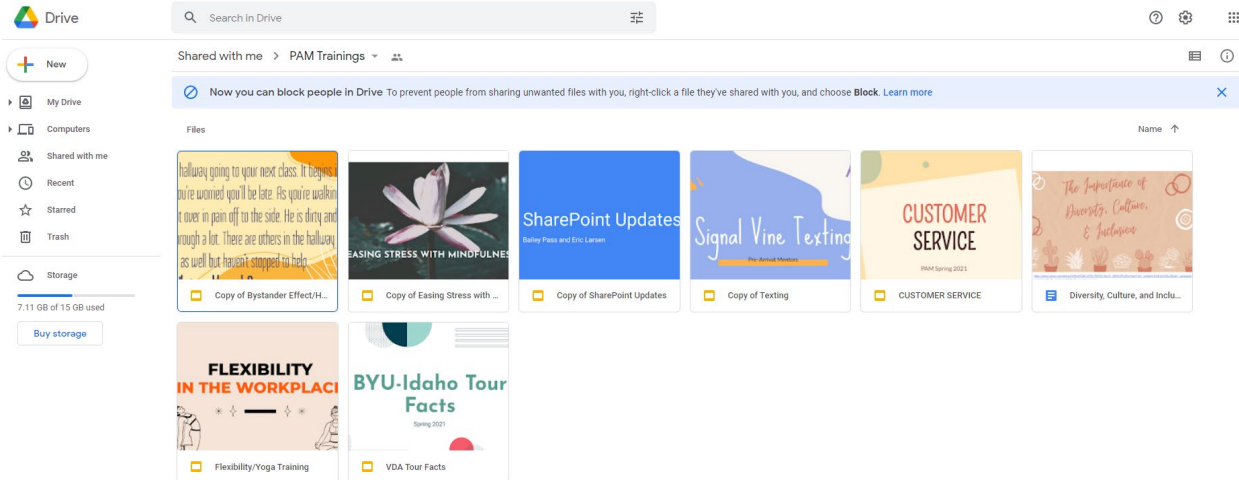 Drive
Search in Drive
New
My Drive
Computers
Shared with me
Recent
Starred
Trash
Storage
7.11 GB of 15 GB used
Buy storage
Shared with me > PAM Trainings
Now you can block people in Drive To prevent people from sharing unwanted files with you, right-click a file they've shared with you, and choose Block. Learn more
Files
Name
hallway going to your next class. It begins
ou're worried you'll be late. As you're walkin
t over in pain off to the side. He is dirty and
rough a lot. There are others in the hallway
as well but haven't stopped to help.
Copy of Bystander Effect/H...
EASING STRESS WITH MINDFULNES
Copy of Easing Stress with ...
SharePoint Updates
Bailey Pass and Eric Larsen
Copy of SharePoint Updates
Signal Vine Texting
Pre-Arrival Mentors
Copy of Texting
CUSTOMER
SERVICE
PAM Spring 2021
CUSTOMER SERVICE
The Importance of
Diversity, Culture,
& Inclusion
Diversity, Culture, and Inclu...
FLEXIBILITY
IN THE WORKPLAC
Flexibility/Yoga Training
BYU-Idaho Tour
Facts
Spring 2021
VDA Tour Facts